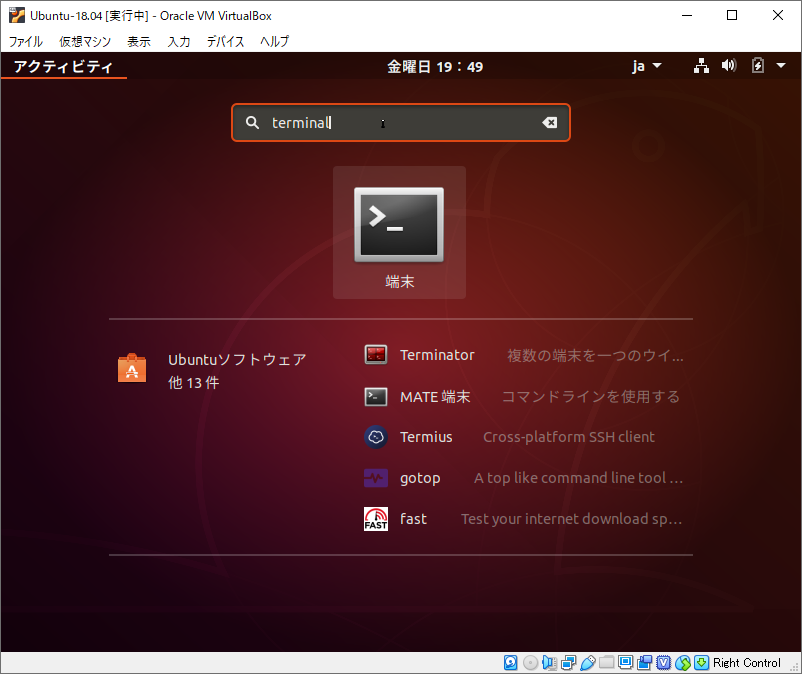 Ubuntu-18.04 [実行中] - Oracle VM VirtualBox
ファイル 仮想マシン 表示 入力 デバイス ヘルプ
アクティビティ 金曜日 19：49 ja
terminal
端末
Ubuntuソフトウェア
他 13 件
Terminator 複数の端末を一つのウイ...
MATE 端末 コマンドラインを使用する
Termius Cross-platform SSH client
gotop A top like command line tool ...
FAST fast Test your internet download sp...
Right Control